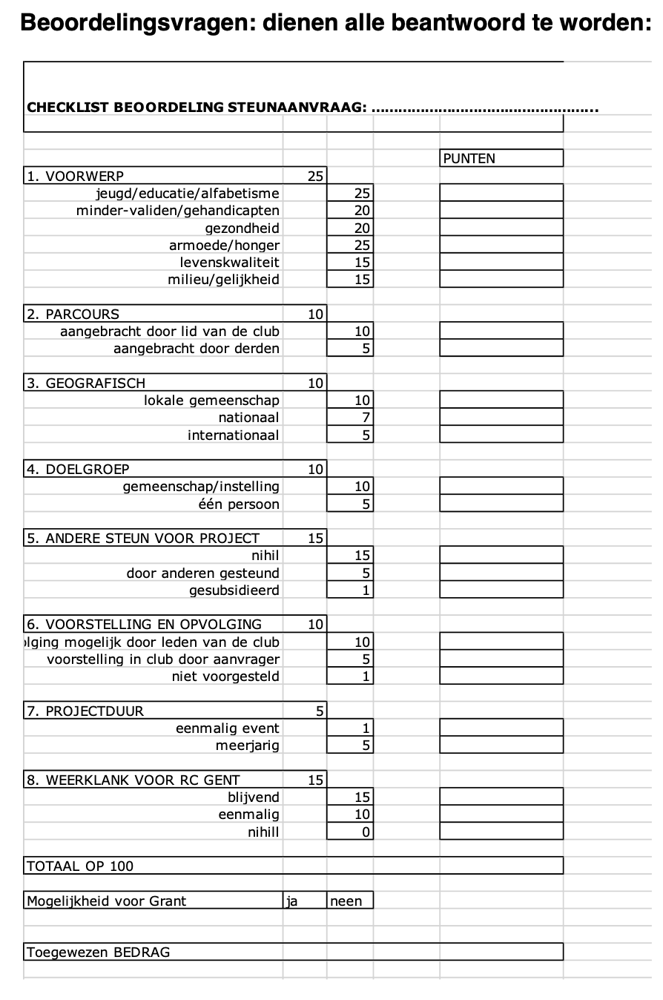 Beoordelingsvragen: dienen alle beantwoord te worden:
CHECKLIST BEOORDELING STEUNAANVRAAG: ...................................................
PUNTEN
1. VOORWERP 25
jeugd/educatie/alfabetisme 25
minder-validen/gehandicapten 20
gezondheid 20
armoede/honger 25
levenskwaliteit 15
milieu/gelijkheid 15
2. PARCOURS 10
aangebracht door lid van de club 10
aangebracht door derden 5
3. GEOGRAFISCH 10
lokale gemeenschap 10
nationaal 7
internationaal 5
4. DOELGROEP 10
gemeenschap/instelling 10
één persoon 5
5. ANDERE STEUN VOOR PROJECT 15
nihil 15
door anderen gesteund 5
gesubsidieerd 1
6. VOORSTELLING EN OPVOLGING 10
olging mogelijk door leden van de club 10
voorstelling in club door aanvrager 5
niet voorgesteld 1
7. PROJECTDUUR 5
eenmalig event 1
meerjarig 5
8. WEERKLANK VOOR RC GENT 15
blijvend 15
eenmalig 10
nihill 0
TOTAAL OP 100
Mogelijkheid voor Grant ja neen
Toegewezen BEDRAG